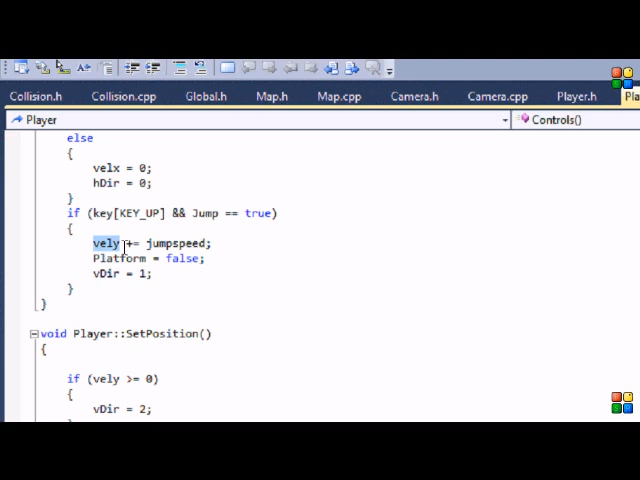 Collision.h Collision.cpp Global.h Map.h Map.cpp Camera.h Camera.cpp Player.h Pla
Player Controls()
else
{
velx = 0;
hDir = 0;
}
if (key[KEY_UP] && Jump == true)
{
vely += jumpspeed;
Platform = false;
vDir = 1;
}
}
void Player::SetPosition()
{
if (vely >= 0)
{
vDir = 2;
}